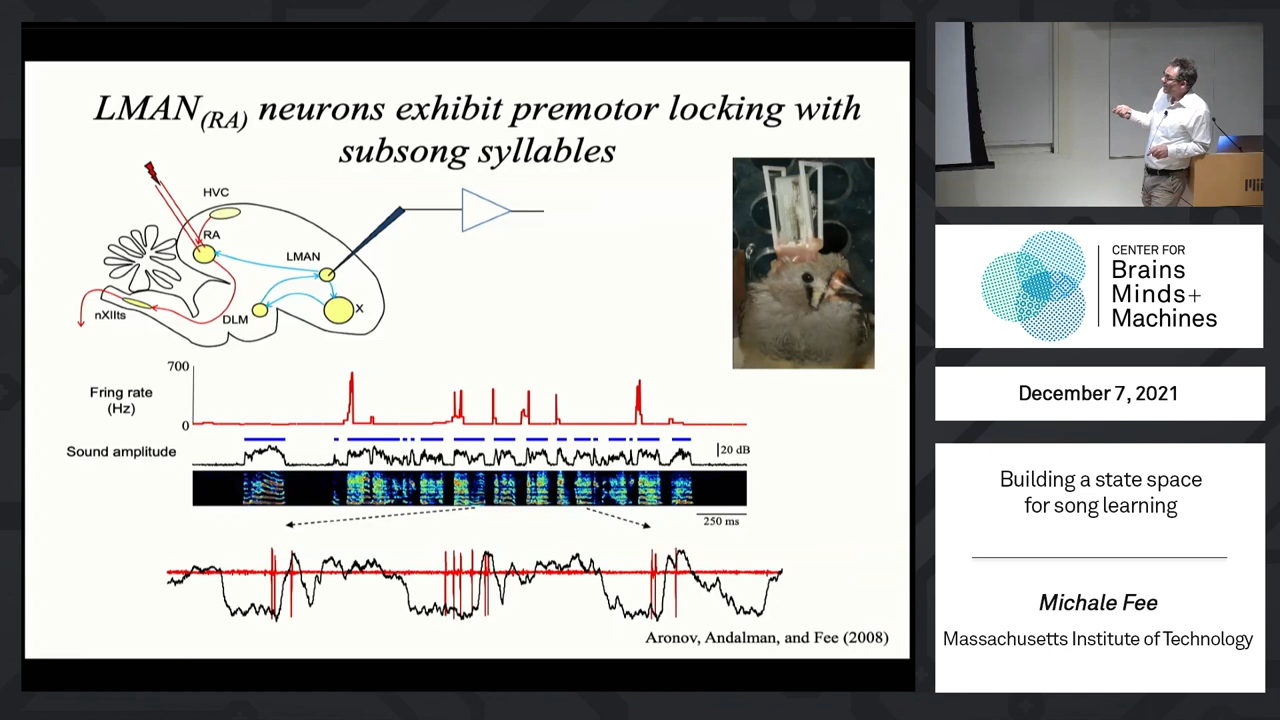 LMAN(RA) neurons exhibit premotor locking with
subsong syllables
HVC
RA
LMAN
nXIIts
DLM
X
700
Fring rate
(Hz)
0
Sound amplitude
20 dB
250 ms
Aronov, Andalman, and Fee (2008)
CENTER FOR
Brains
Minds+
Machines
December 7, 2021
Building a state space
for song learning
Michale Fee
Massachusetts Institute of Technology